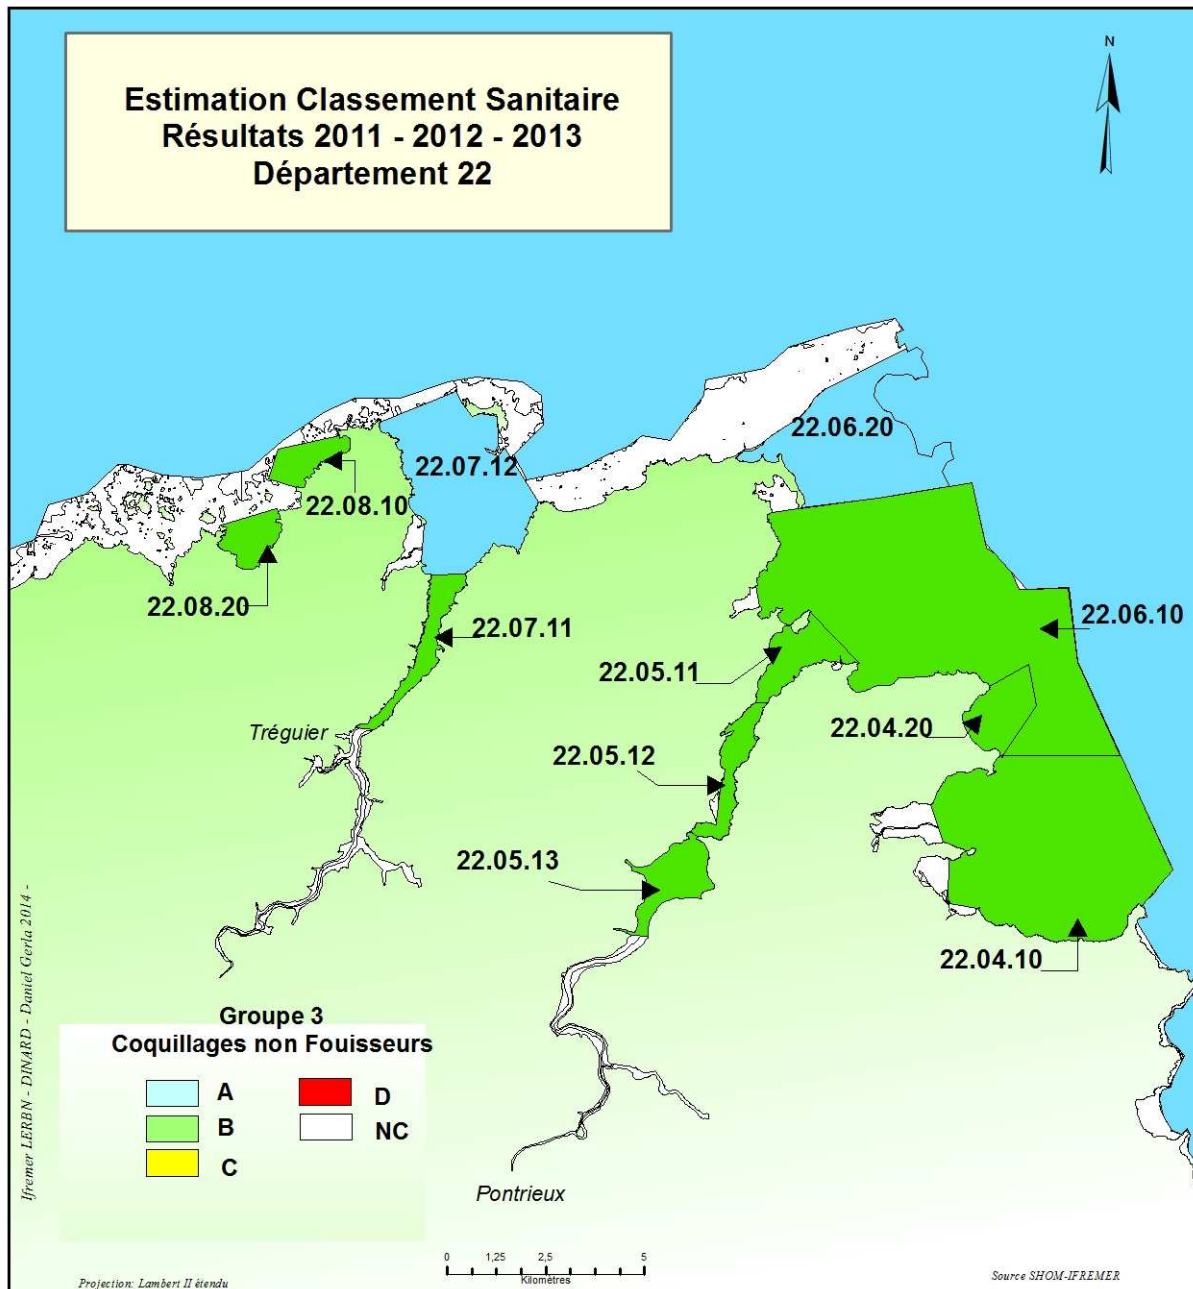 Estimation Classement Sanitaire
Résultats 2011 - 2012 - 2013
Département 22
N
22.06.20
22.07.12
22.08.10
22.08.20
22.07.11
22.06.10
22.05.11
22.04.20
Tréguier
22.05.12
22.05.13
22.04.10
Groupe 3
Coquillages non Fouisseurs
A
D
B
NC
C
Pontrieux
0 1,25 2,5 5
Kilomètres
Ifremer LERBN - DINARD - Daniel Gerla 2014 -
Projection: Lambert II étendu
Source SHOM-IFREMER